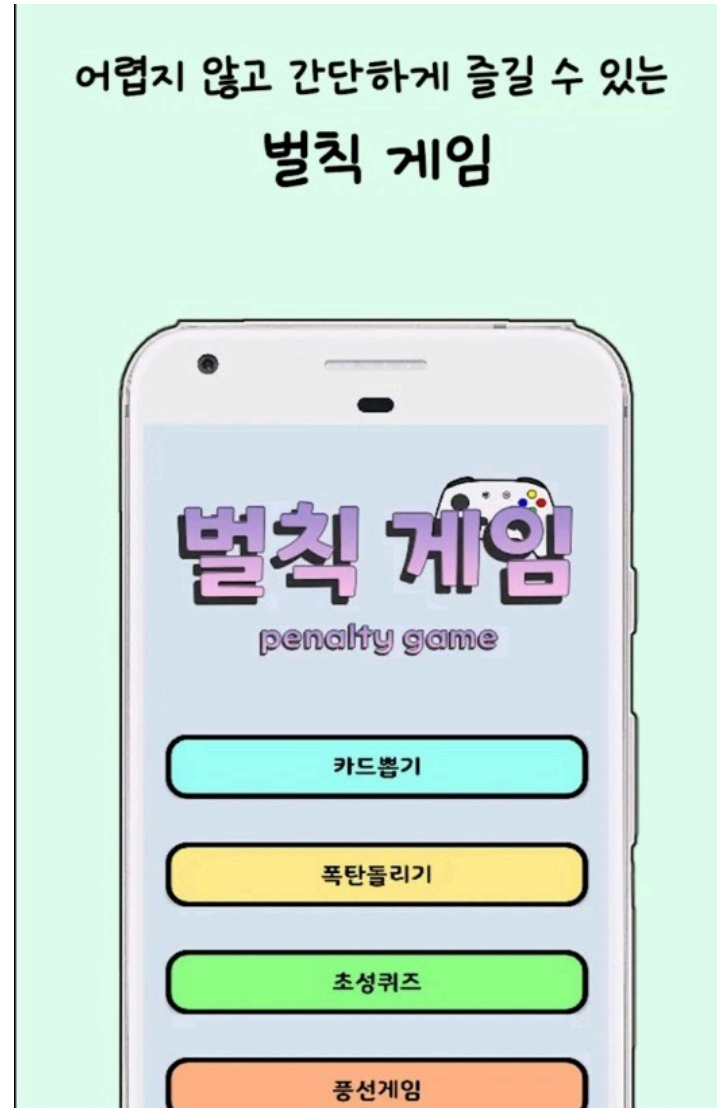 어렵지 않고 간단하게 즐길 수 있는
벌칙 게임
벌칙 게임
penalty game
카드뽑기
폭탄돌리기
초성퀴즈
풍선게임